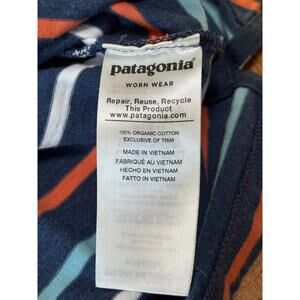 patagonia®
WORN WEAR
Repair, Reuse, Recycle
This Product
www.patagonia.com
100% ORGANIC COTTON
EXCLUSIVE OF TRIM
MADE IN VIETNAM
FABRIQUÉ AU VIETNAM
HECHO EN VIETNAM
FATTO IN VIETNAM